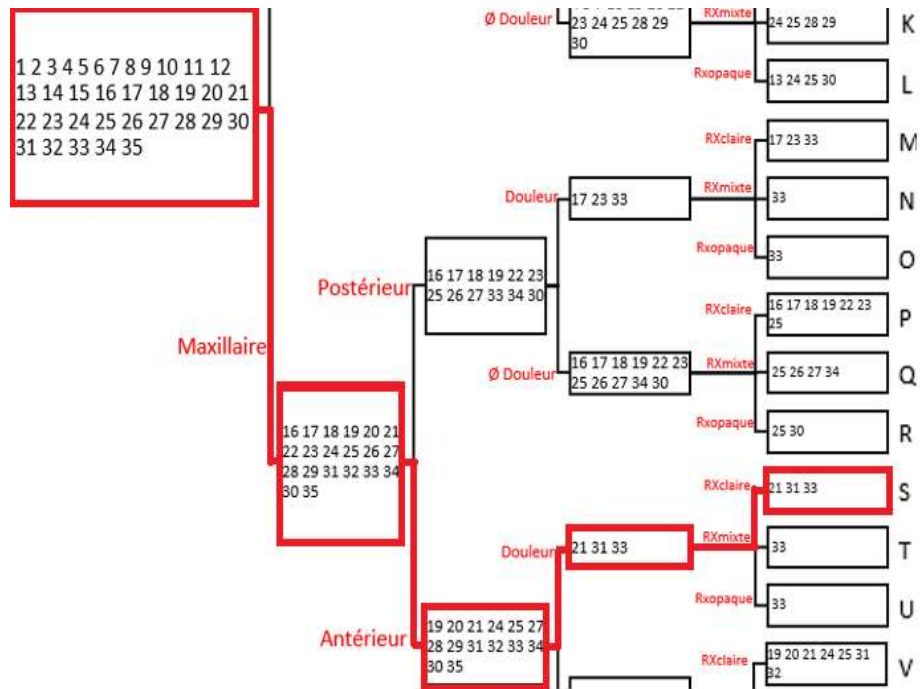 Ø Douleur
23 24 25 28 29
30
RXmixte
24 25 28 29
K
Rxopaque
13 24 25 30
L
1 2 3 4 5 6 7 8 9 10 11 12
13 14 15 16 17 18 19 20 21
22 23 24 25 26 27 28 29 30
31 32 33 34 35
RXclaire
17 23 33
M
Douleur
17 23 33
RXmixte
33
N
Rxopaque
33
O
Postérieur
16 17 18 19 22 23
25 26 27 33 34 30
RXclaire
16 17 18 19 22 23
25
P
Maxillaire
Ø Douleur
16 17 18 19 22 23
25 26 27 34 30
RXmixte
25 26 27 34
Q
Rxopaque
25 30
R
16 17 18 19 20 21
22 23 24 25 26 27
28 29 31 32 33 34
30 35
RXclaire
21 31 33
S
Douleur
21 31 33
RXmixte
33
T
Rxopaque
33
U
Antérieur
19 20 21 24 25 27
28 29 31 32 33 34
30 35
RXclaire
19 20 21 24 25 31
32
V